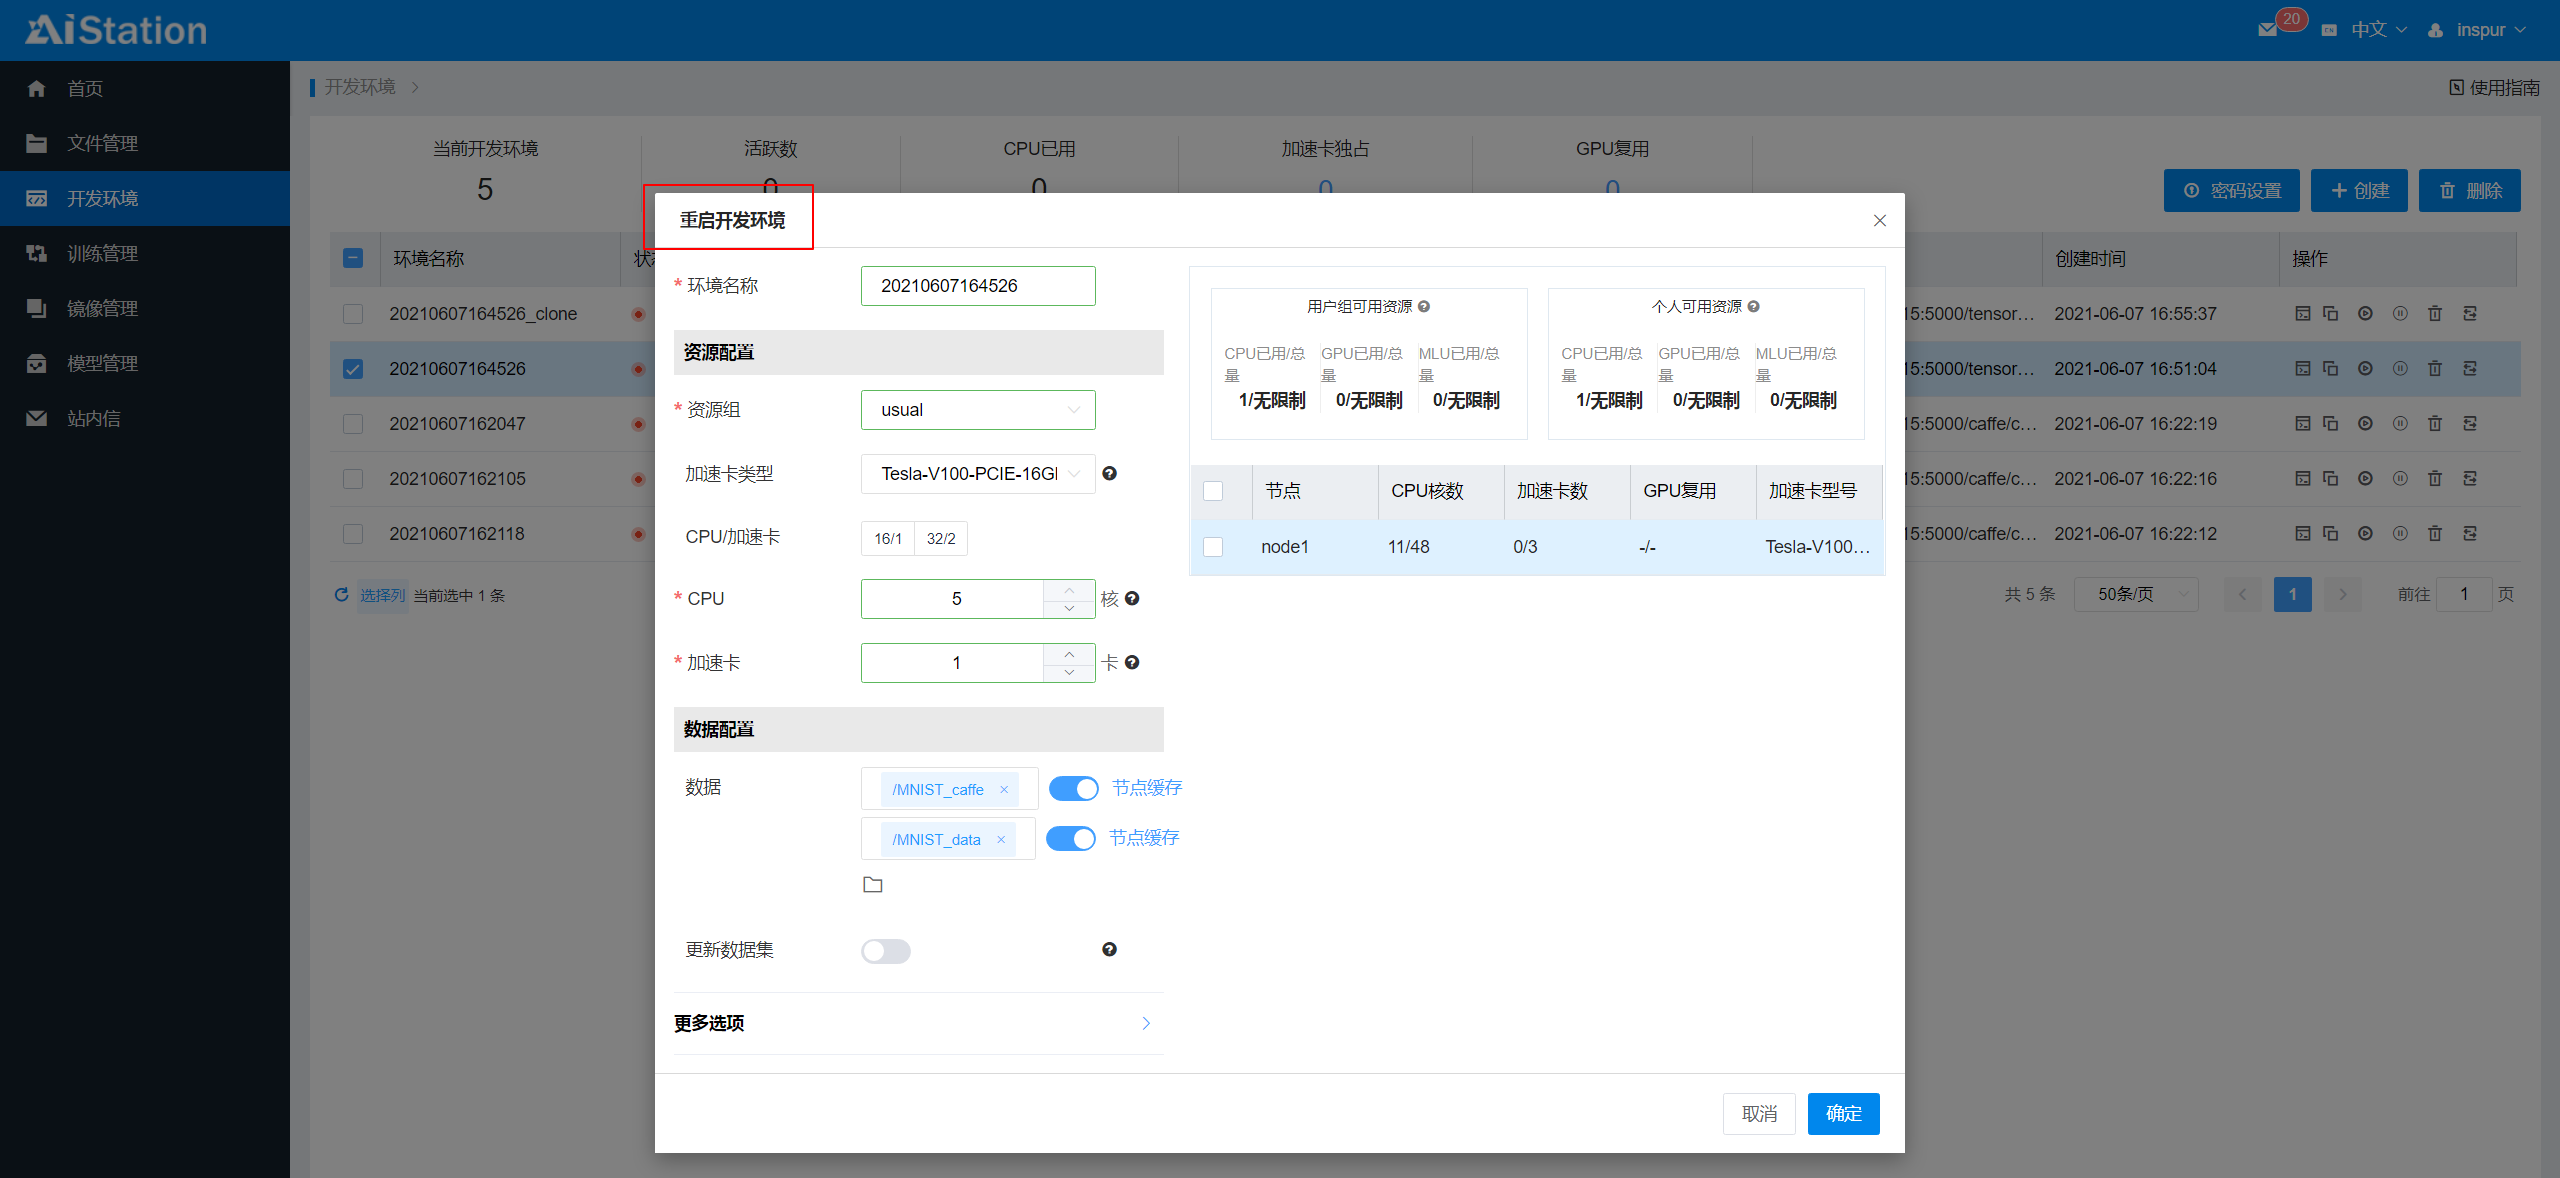 AiStation
20
中文
inspur
首页
文件管理
开发环境
训练管理
镜像管理
模型管理
站内信
开发环境
使用指南
当前开发环境
5
活跃数
0
CPU已用
0
加速卡独占
0
GPU复用
0
密码设置
创建
删除
环境名称
创建时间
操作
20210607164526_clone
15:5000/tensor... 2021-06-07 16:55:37
20210607164526
15:5000/tensor... 2021-06-07 16:51:04
20210607162047
15:5000/caffe/c... 2021-06-07 16:22:19
20210607162105
15:5000/caffe/c... 2021-06-07 16:22:16
20210607162118
15:5000/caffe/c... 2021-06-07 16:22:12
选择列 当前选中 1 条
共 5 条 50条/页 1 前往 1 页
重启开发环境
* 环境名称 20210607164526
资源配置
* 资源组 usual
加速卡类型 Tesla-V100-PCIE-16G
CPU/加速卡 16/1 32/2
* CPU 5 核
* 加速卡 1 卡
数据配置
数据 /MNIST_caffe × 节点缓存
/MNIST_data × 节点缓存
更新数据集
更多选项
用户组可用资源
CPU已用/总量 GPU已用/总量 MLU已用/总量
1/无限制 0/无限制 0/无限制
个人可用资源
CPU已用/总量 GPU已用/总量 MLU已用/总量
1/无限制 0/无限制 0/无限制
节点 CPU核数 加速卡数 GPU复用 加速卡型号
node1 11/48 0/3 -/- Tesla-V100...
取消 确定